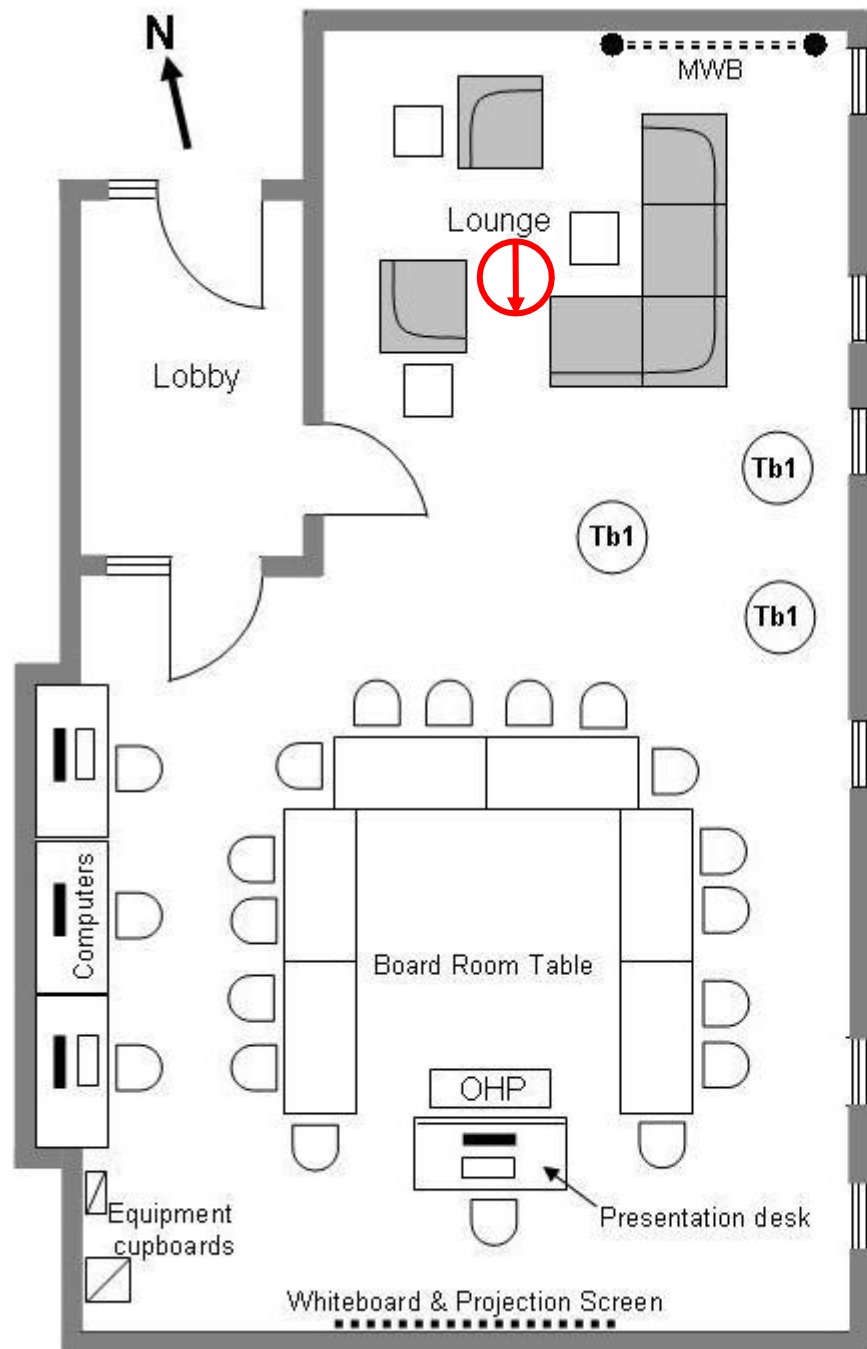 N
MWB
Lounge
Lobby
Tb1
Tb1
Tb1
Computers
Board Room Table
OHP
Presentation desk
Equipment
cupboards
Whiteboard & Projection Screen